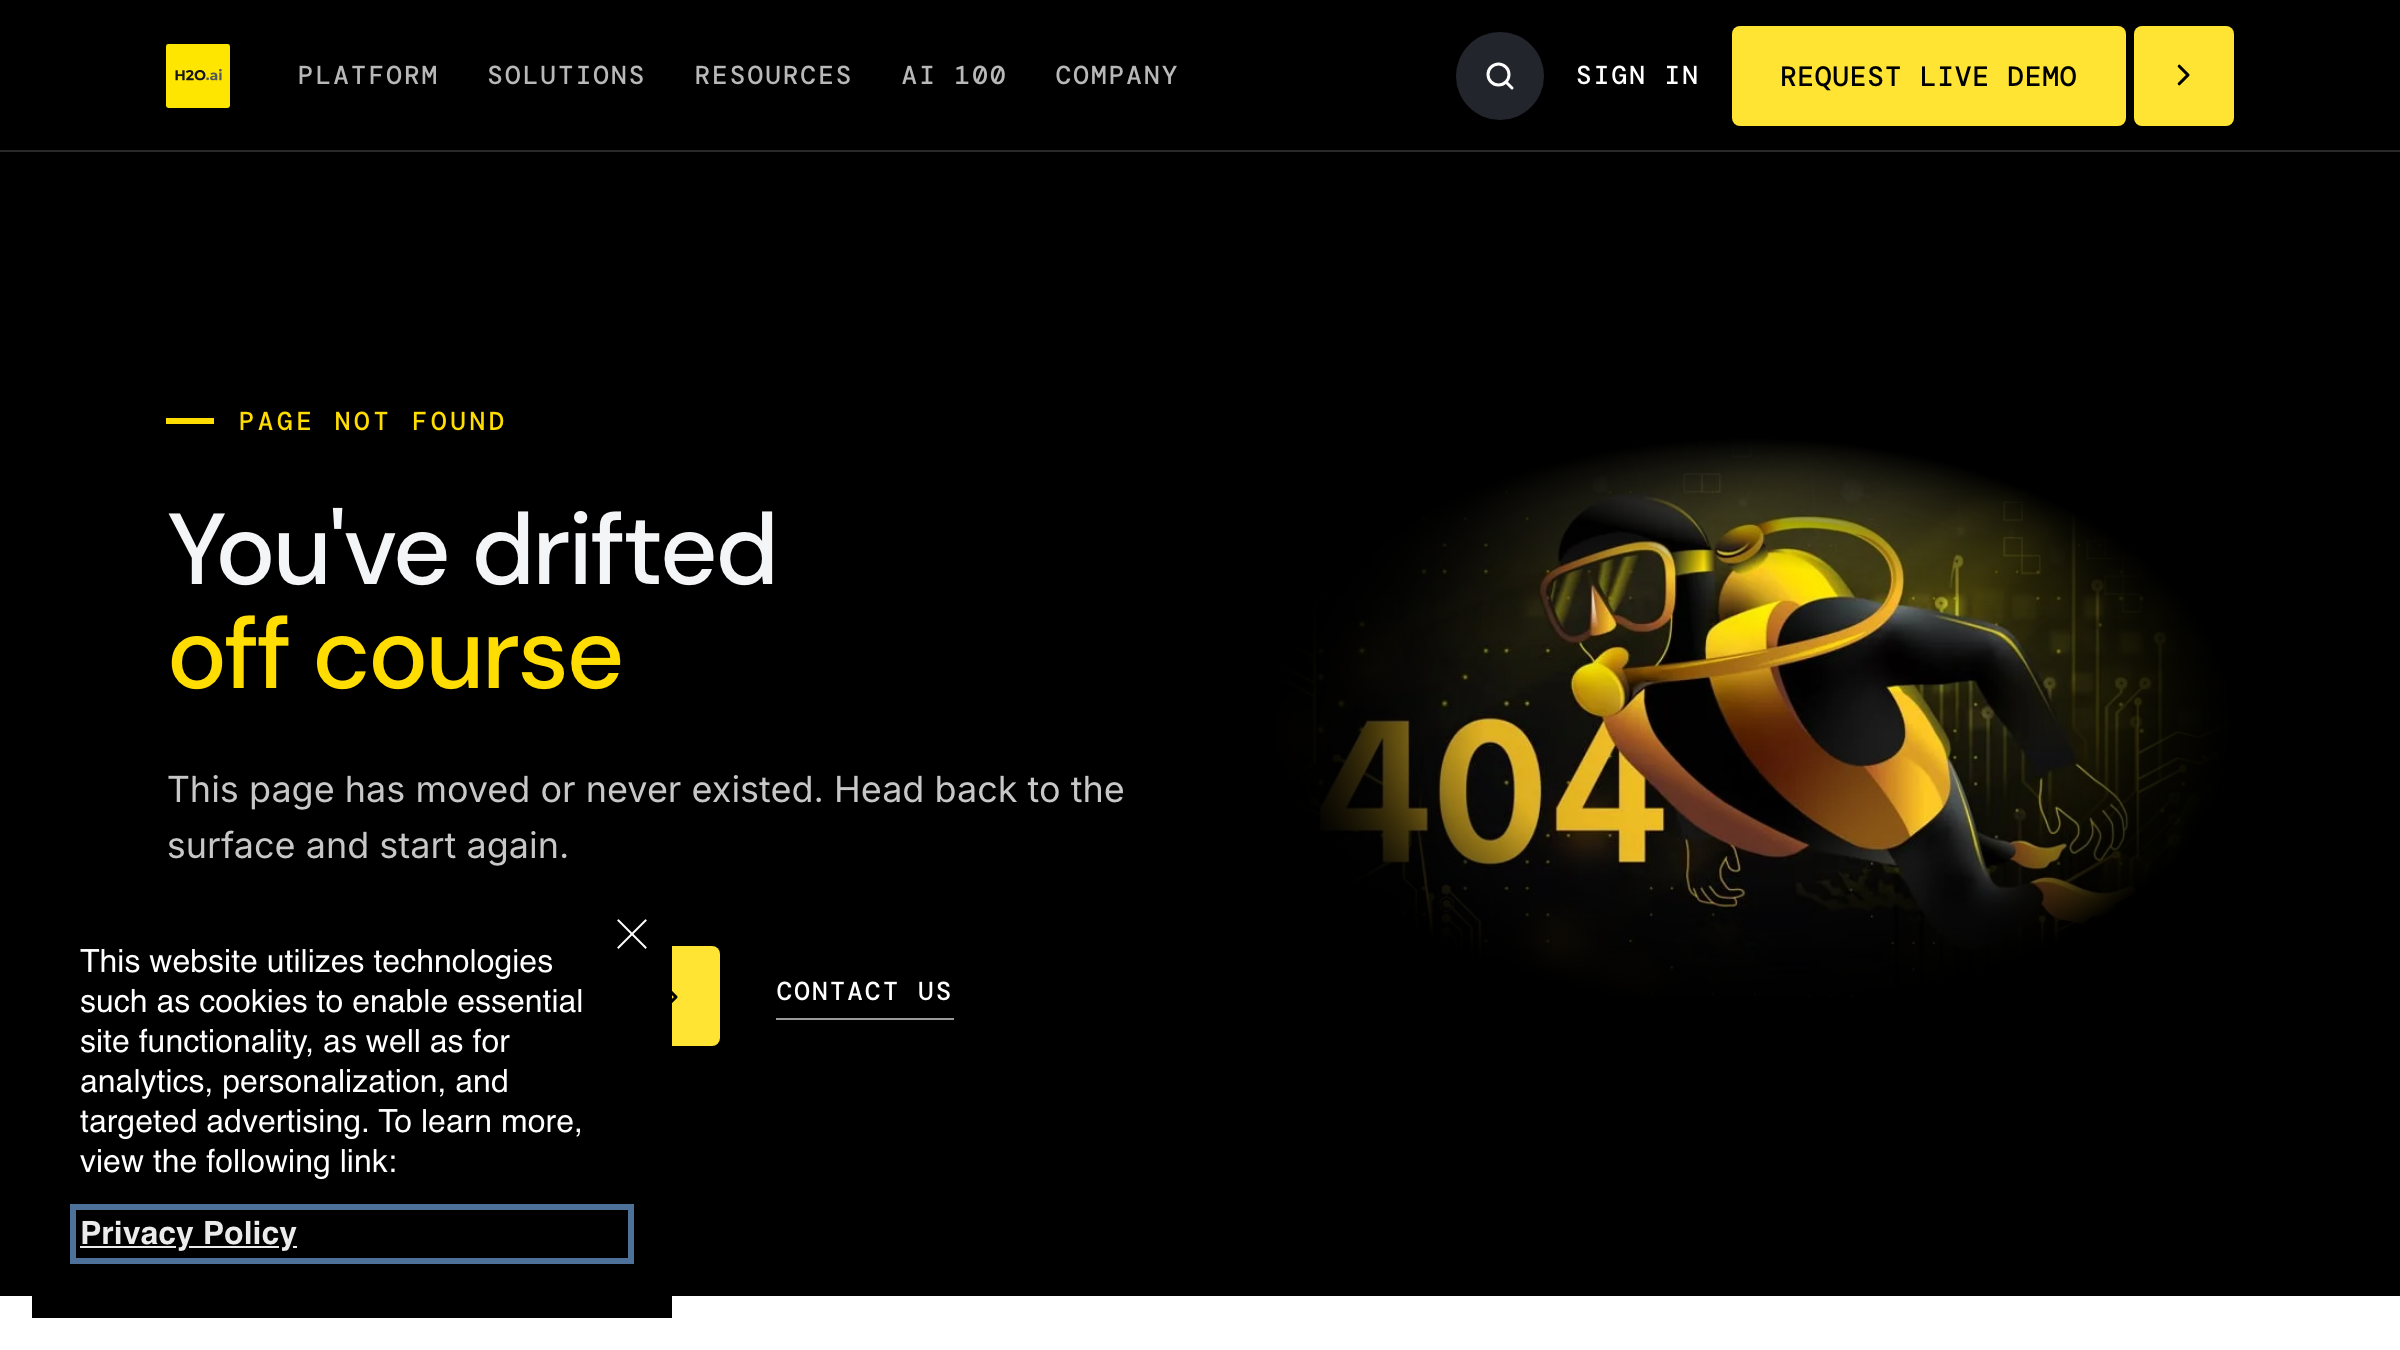 H2O.ai
PLATFORM
SOLUTIONS
RESOURCES
AI 100
COMPANY
SIGN IN
REQUEST LIVE DEMO
PAGE NOT FOUND
You've drifted
off course
This page has moved or never existed. Head back to the
surface and start again.
404
CONTACT US
This website utilizes technologies
such as cookies to enable essential
site functionality, as well as for
analytics, personalization, and
targeted advertising. To learn more,
view the following link:
Privacy Policy